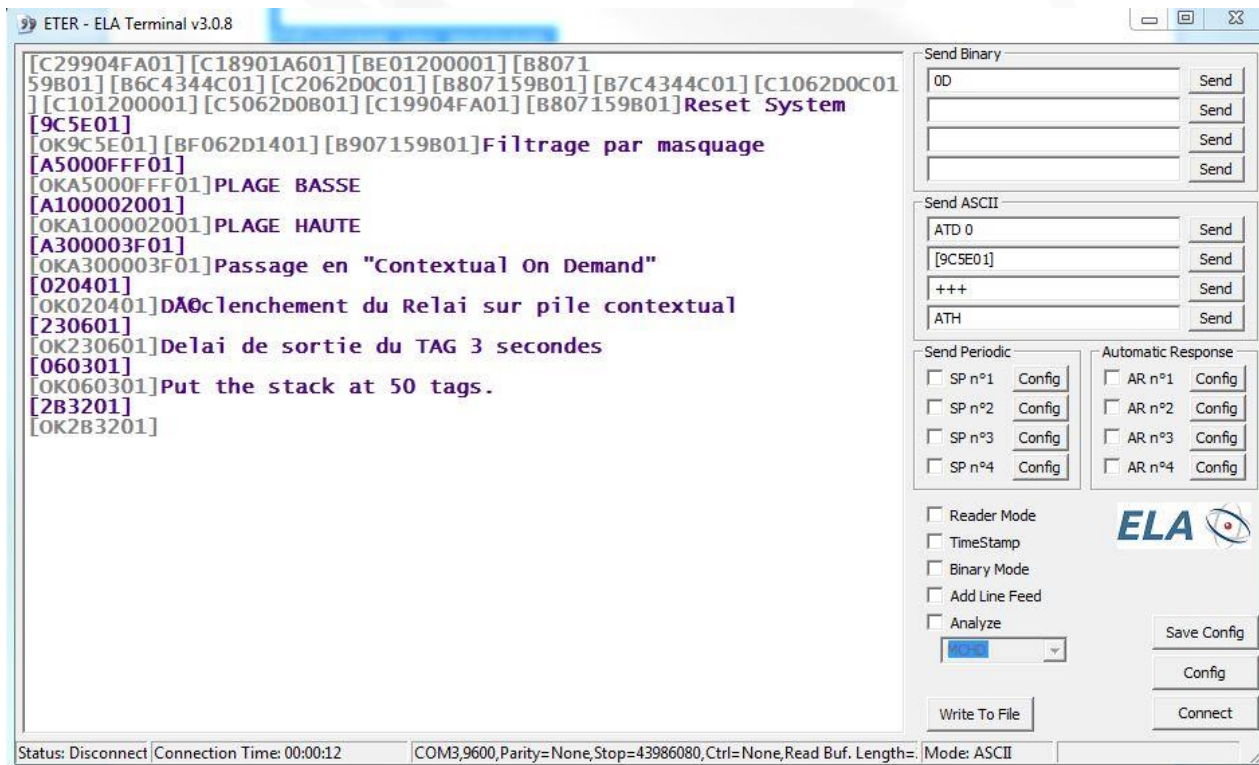 ETER - ELA Terminal v3.0.8
[C29904FA01][C18901A601][BE01200001][B8071
59B01][B6C4344C01][C2062D0C01][B807159B01][B7C4344C01][C1062D0C01
][C101200001][C5062D0B01][C19904FA01][B807159B01]Reset System
[9C5E01]
[OK9C5E01][BF062D1401][B907159B01]Filtrage par masquage
[A5000FFF01]
[OKA5000FFF01]PLAGE BASSE
[A100002001]
[OKA100002001]PLAGE HAUTE
[A300003F01]
[OKA300003F01]Passage en "Contextual On Demand"
[020401]
[OK020401]DÃ©clenchement du Relai sur pile contextual
[230601]
[OK230601]Delai de sortie du TAG 3 secondes
[060301]
[OK060301]Put the stack at 50 tags.
[2B3201]
[OK2B3201]
Send Binary
0D Send
Send
Send
Send
Send ASCII
ATD 0 Send
[9C5E01] Send
+++ Send
ATH Send
Send Periodic
SP n°1 Config
SP n°2 Config
SP n°3 Config
SP n°4 Config
Automatic Response
AR n°1 Config
AR n°2 Config
AR n°3 Config
AR n°4 Config
Reader Mode
TimeStamp
Binary Mode
Add Line Feed
Analyze
MCHD
ELA
Save Config
Config
Write To File
Connect
Status: Disconnect Connection Time: 00:00:12 COM3,9600,Parity=None,Stop=43986080,Ctrl=None,Read Buf. Length=. Mode: ASCII